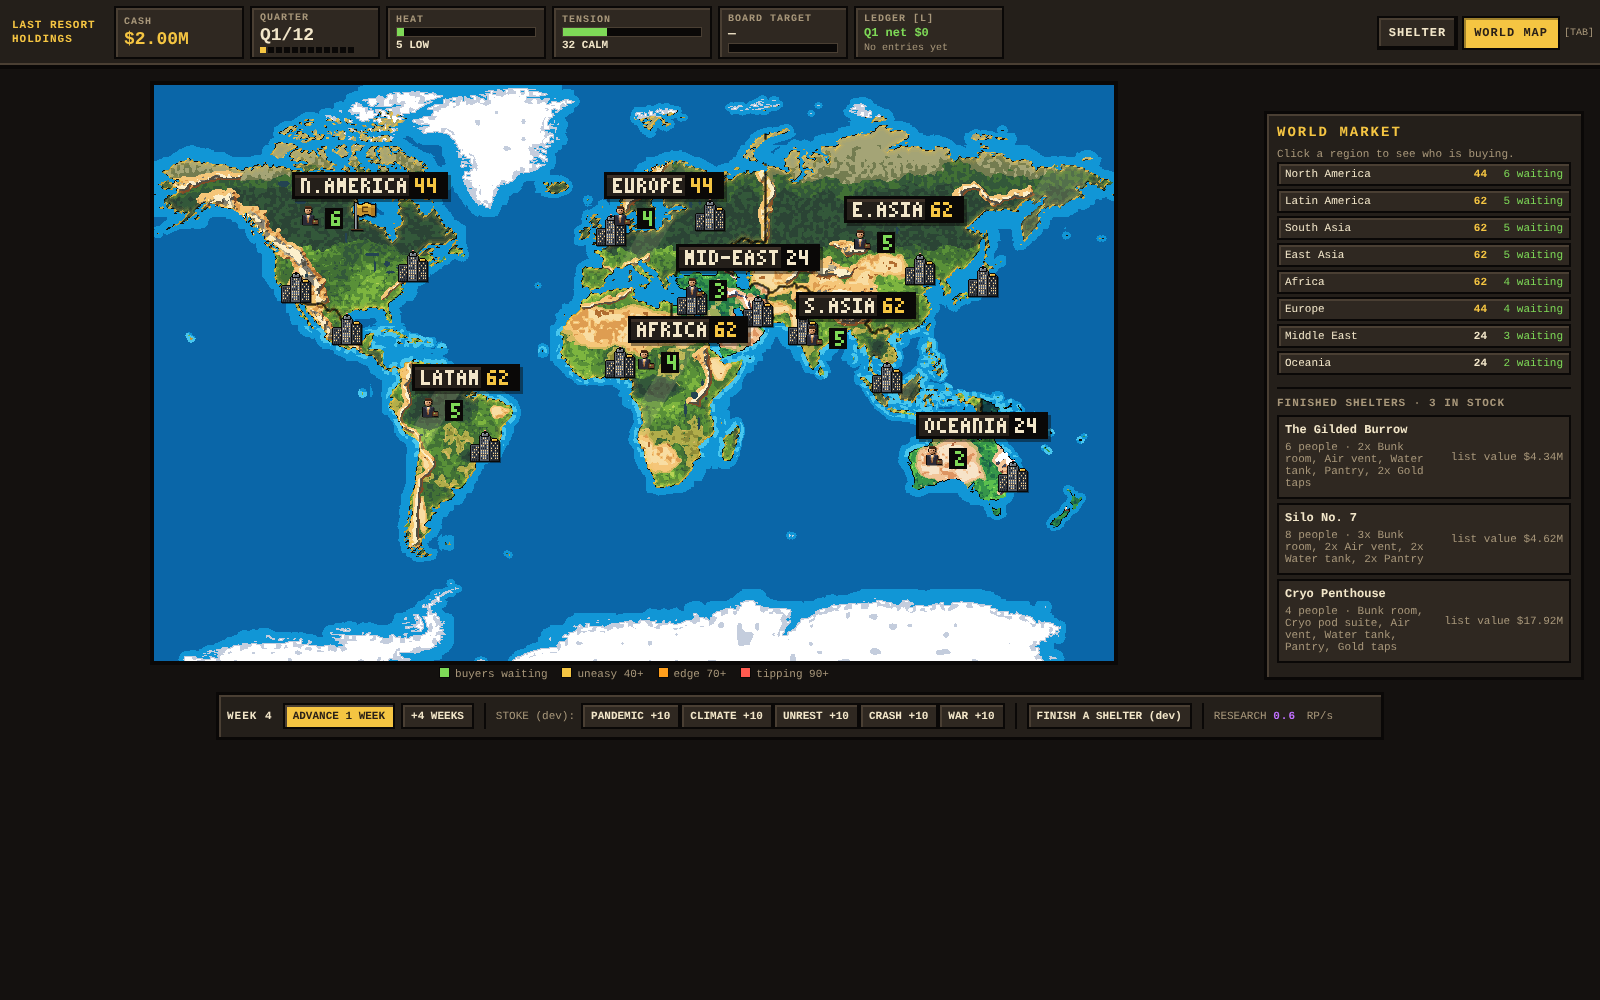 LAST RESORT
HOLDINGS
CASH
$2.00M
QUARTER
Q1/12
HEAT
5 LOW
TENSION
32 CALM
BOARD TARGET
—
LEDGER [L]
Q1 net $0
No entries yet
SHELTER
WORLD MAP
[TAB]
N.AMERICA 44
6
EUROPE 44
4
E.ASIA 62
5
MID-EAST 24
3
S.ASIA 62
5
AFRICA 62
4
LATAM 62
5
OCEANIA 24
2
buyers waiting
uneasy 40+
edge 70+
tipping 90+
WORLD MARKET
Click a region to see who is buying.
North America 44 6 waiting
Latin America 62 5 waiting
South Asia 62 5 waiting
East Asia 62 5 waiting
Africa 62 4 waiting
Europe 44 4 waiting
Middle East 24 3 waiting
Oceania 24 2 waiting
FINISHED SHELTERS · 3 IN STOCK
The Gilded Burrow
6 people · 2x Bunk
room, Air vent, Water
tank, Pantry, 2x Gold
taps
list value $4.34M
Silo No. 7
8 people · 3x Bunk
room, 2x Air vent, 2x
Water tank, 2x Pantry
list value $4.62M
Cryo Penthouse
4 people · Bunk room,
Cryo pod suite, Air
vent, Water tank,
Pantry, Gold taps
list value $17.92M
WEEK 4
ADVANCE 1 WEEK
+4 WEEKS
STOKE (dev):
PANDEMIC +10
CLIMATE +10
UNREST +10
CRASH +10
WAR +10
FINISH A SHELTER (dev)
RESEARCH 0.6 RP/s